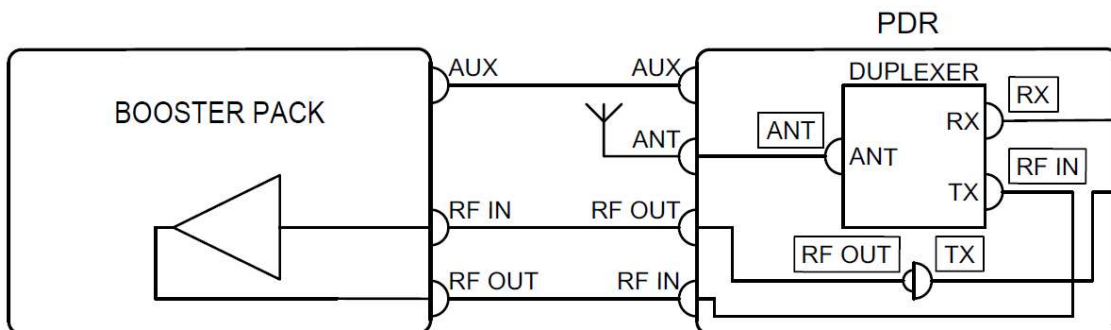 PDR
BOOSTER PACK
AUX
AUX
DUPLEXER
RX
RX
ANT
ANT
ANT
RF IN
TX
RF IN
RF OUT
RF OUT
TX
RF OUT
RF IN